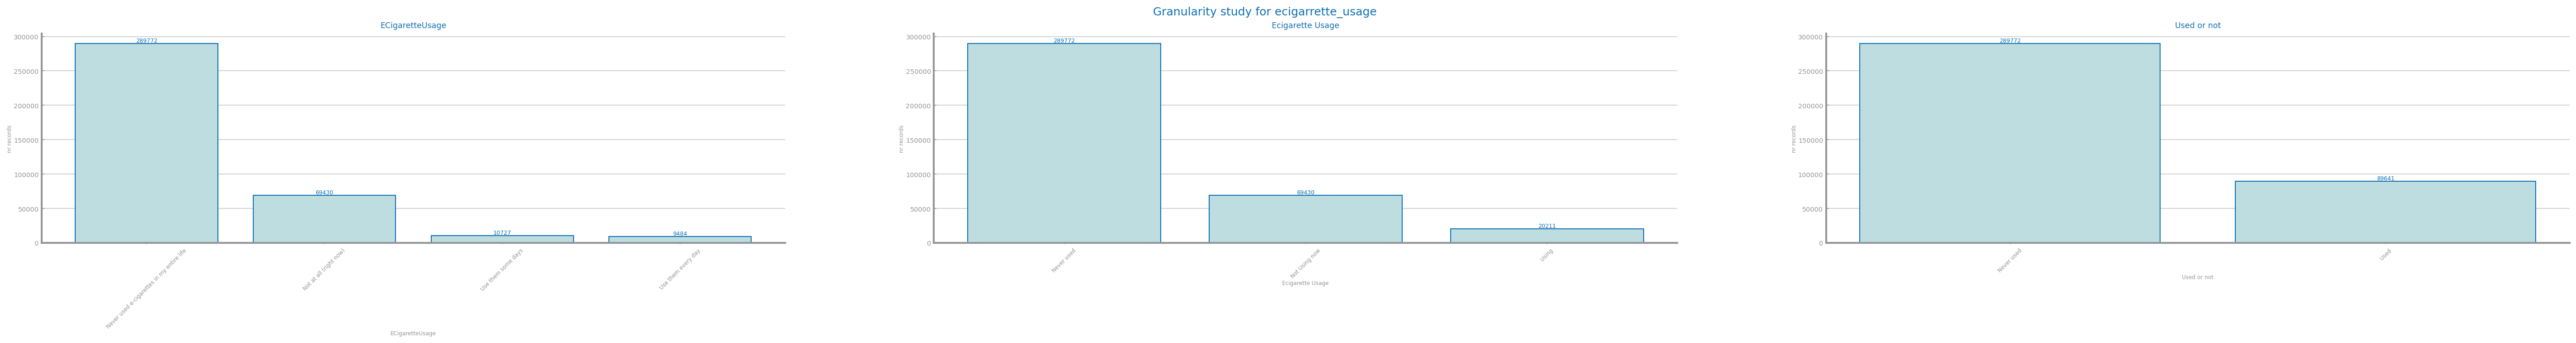 Granularity study for ecigarrette_usage
ECigaretteUsage
300000
250000
200000
150000
100000
50000
0
nr records
289772
69430
10727
9484
Never used e-cigarettes in my entire life
Not at all (right now)
Use them some days
Use them every day
ECigaretteUsage
Ecigarette Usage
300000
250000
200000
150000
100000
50000
0
nr records
289772
69430
20211
Never used
Not Using now
Using
Ecigarette Usage
Used or not
300000
250000
200000
150000
100000
50000
0
nr records
289772
89641
Never used
Used
Used or not